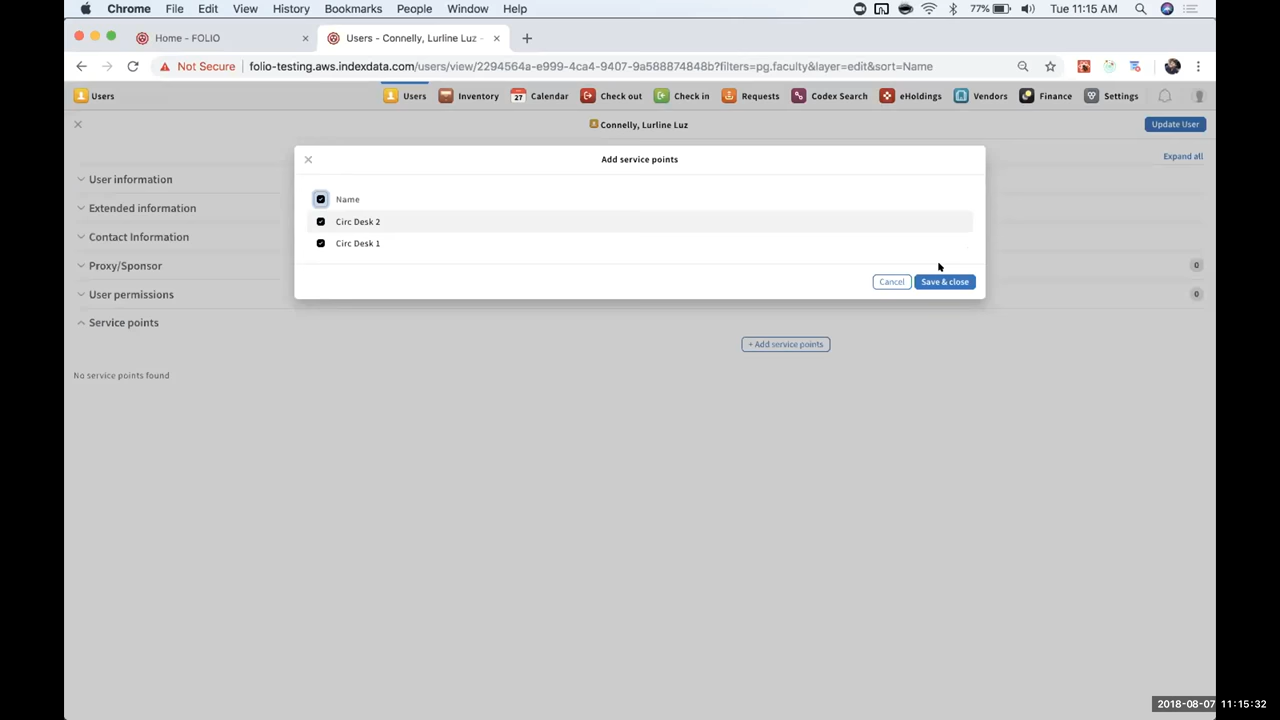 Chrome File Edit View History Bookmarks People Window Help 77% Tue 11:15 AM
Home - FOLIO × Users - Connelly, Lurline Luz - × +
Not Secure folio-testing.aws.indexdata.com/users/view/2294564a-e999-4ca4-9407-9a588874848b?filters=pg.faculty&layer=edit&sort=Name
Users Users Inventory 27 Calendar Check out Check in Requests Codex Search eHoldings Vendors Finance Settings
Connelly, Lurline Luz Update User
Add service points
Expand all
User information
Name
Extended information
Circ Desk 2
Contact Information
Circ Desk 1
Proxy/Sponsor 0
Cancel Save & close
User permissions 0
Service points
+ Add service points
No service points found
2018-08-07 11:15:32